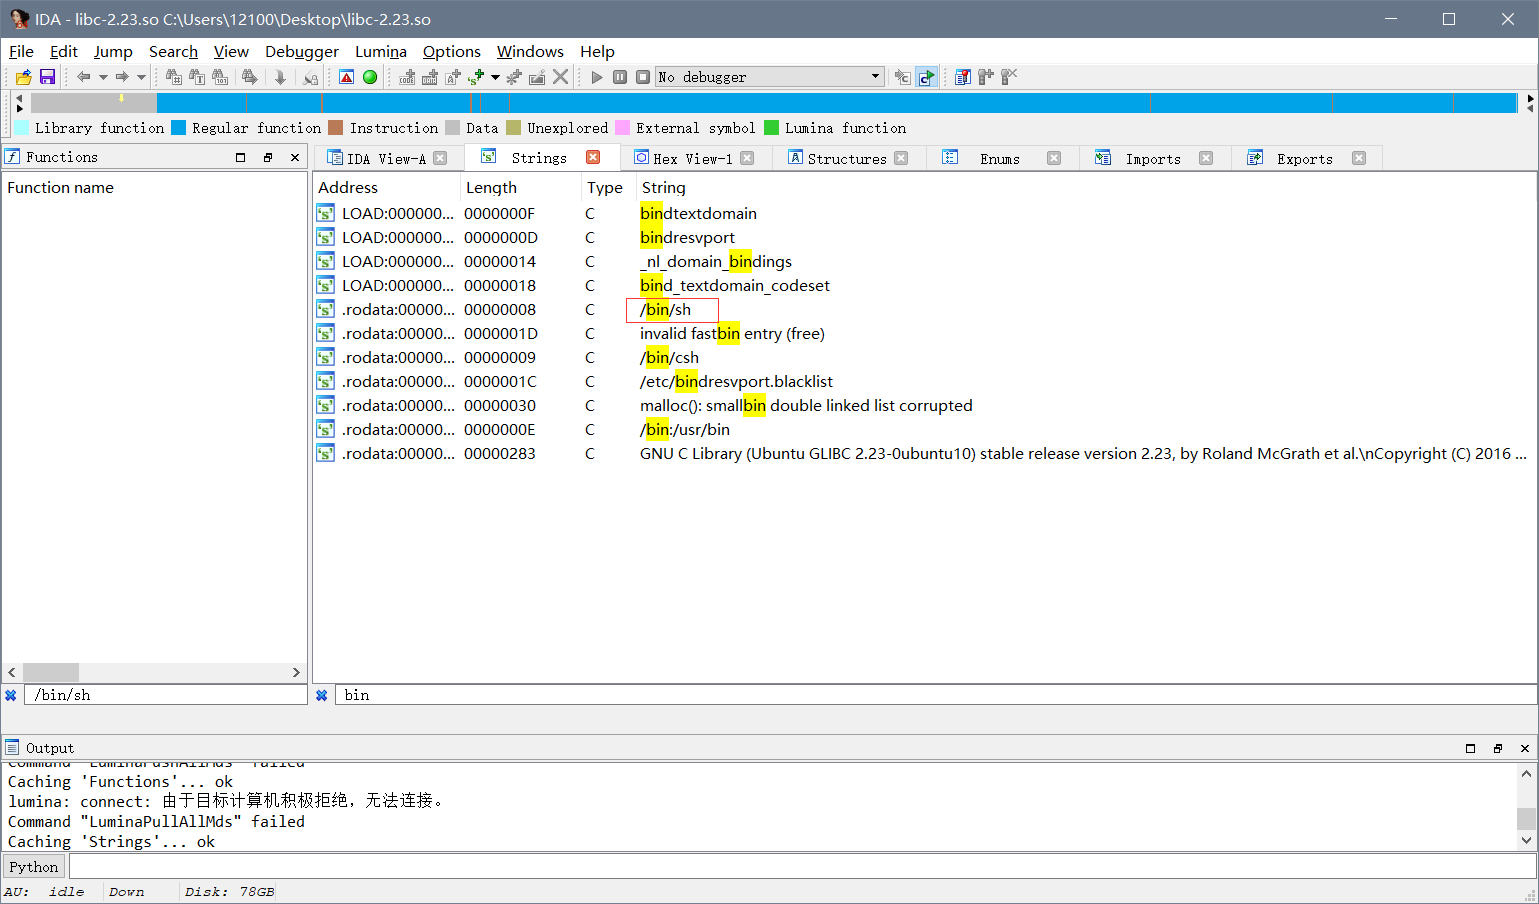 IDA - libc-2.23.so C:\Users\12100\Desktop\libc-2.23.so
File Edit Jump Search View Debugger Lumina Options Windows Help
No debugger
Library function Regular function Instruction Data Unexplored External symbol Lumina function
Functions
IDA View-A Strings Hex View-1 Structures Enums Imports Exports
Function name
Address Length Type String
LOAD:000000... 0000000F C bindtextdomain
LOAD:000000... 0000000D C bindresvport
LOAD:000000... 00000014 C _nl_domain_bindings
LOAD:000000... 00000018 C bind_textdomain_codeset
.rodata:00000... 00000008 C /bin/sh
.rodata:00000... 0000001D C invalid fastbin entry (free)
.rodata:00000... 00000009 C /bin/csh
.rodata:00000... 0000001C C /etc/bindresvport.blacklist
.rodata:00000... 00000030 C malloc(): smallbin double linked list corrupted
.rodata:00000... 0000000E C /bin:/usr/bin
.rodata:00000... 00000283 C GNU C Library (Ubuntu GLIBC 2.23-0ubuntu10) stable release version 2.23, by Roland McGrath et al.\nCopyright (C) 2016 ...
/bin/sh
bin
Output
Command "LuminaPushAllMds" failed
Caching 'Functions'... ok
lumina: connect: 由于目标计算机积极拒绝，无法连接。
Command "LuminaPullAllMds" failed
Caching 'Strings'... ok
Python
AU: idle Down Disk: 78GB